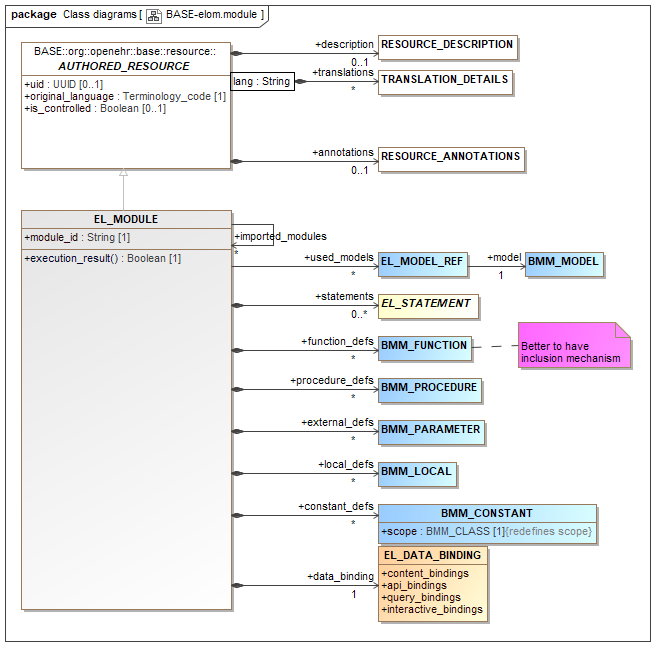 package Class diagrams [ BASE-elom.module ]
BASE::org::openehr::base::resource::
AUTHORED_RESOURCE
+uid : UUID [0..1]
+original_language : Terminology_code [1]
+is_controlled : Boolean [0..1]
lang : String
+description
0..1
RESOURCE_DESCRIPTION
+translations
*
TRANSLATION_DETAILS
+annotations
0..1
RESOURCE_ANNOTATIONS
EL_MODULE
+module_id : String [1]
+execution_result() : Boolean [1]
+imported_modules
*
+used_models
*
EL_MODEL_REF
+model
1
BMM_MODEL
+statements
0..*
EL_STATEMENT
+function_defs
*
BMM_FUNCTION
Better to have
inclusion mechanism
+procedure_defs
*
BMM_PROCEDURE
+external_defs
*
BMM_PARAMETER
+local_defs
*
BMM_LOCAL
+constant_defs
*
BMM_CONSTANT
+scope : BMM_CLASS [1]{redefines scope}
+data_binding
1
EL_DATA_BINDING
+content_bindings
+api_bindings
+query_bindings
+interactive_bindings